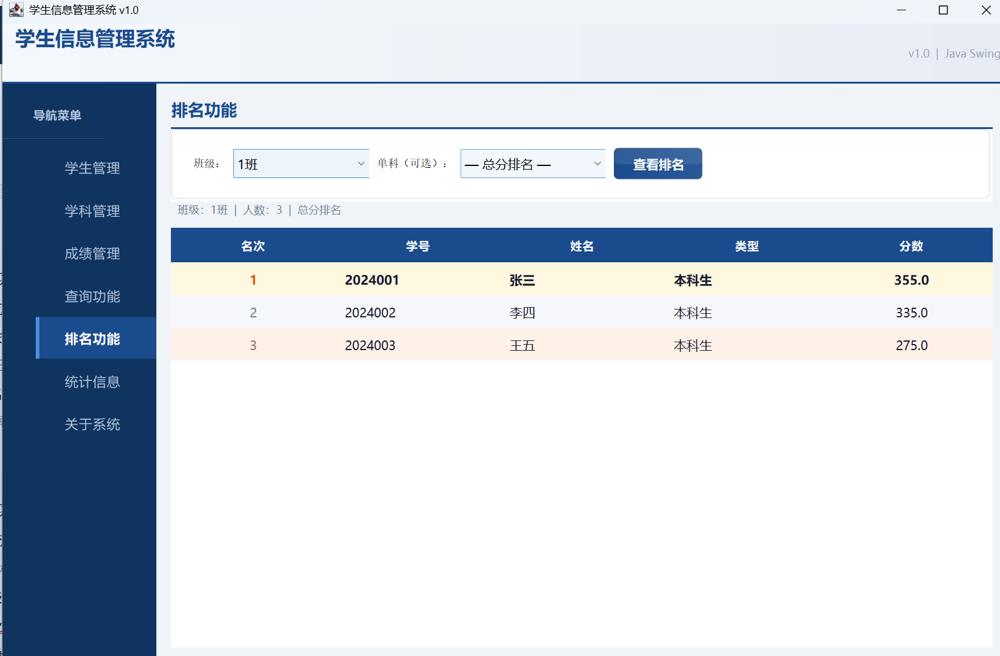 学生信息管理系统 v1.0
学生信息管理系统
v1.0 | Java Swing
导航菜单
学生管理
学科管理
成绩管理
查询功能
排名功能
统计信息
关于系统
排名功能
班级： 1班 单科（可选）： — 总分排名 — 查看排名
班级：1班 | 人数：3 | 总分排名
名次 学号 姓名 类型 分数
1 2024001 张三 本科生 355.0
2 2024002 李四 本科生 335.0
3 2024003 王五 本科生 275.0